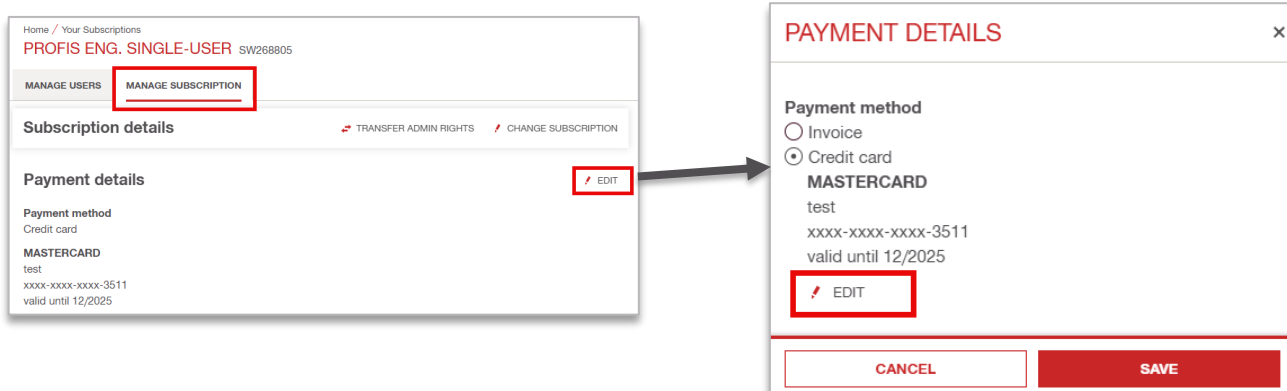 Home / Your Subscriptions
PROFIS ENG. SINGLE-USER SW268805
MANAGE USERS MANAGE SUBSCRIPTION
Subscription details TRANSFER ADMIN RIGHTS CHANGE SUBSCRIPTION
Payment details EDIT
Payment method
Credit card
MASTERCARD
test
xxxx-xxxx-xxxx-3511
valid until 12/2025
PAYMENT DETAILS ×
Payment method
Invoice
Credit card
MASTERCARD
test
xxxx-xxxx-xxxx-3511
valid until 12/2025
EDIT
CANCEL SAVE